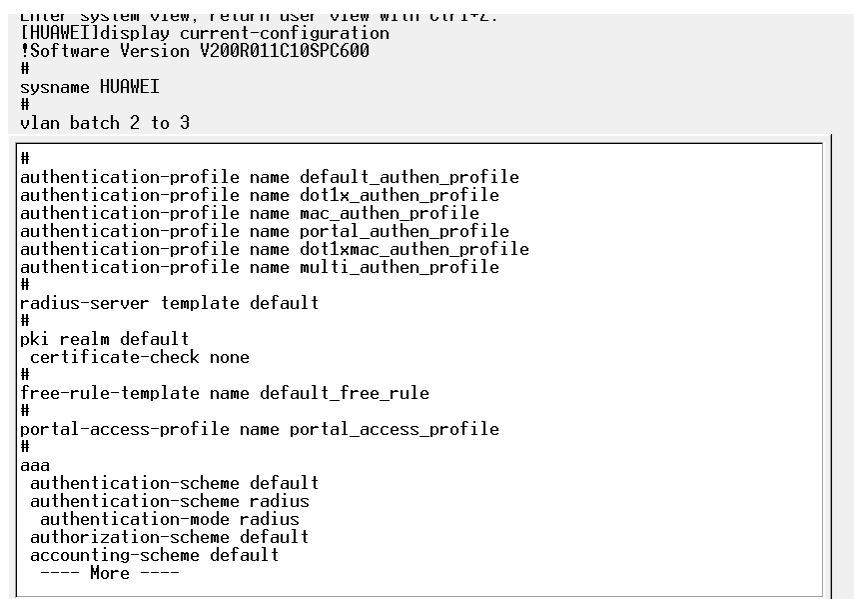 Enter system view, return user view with Ctrl+Z.
[HUAWEI]display current-configuration
!Software Version V200R011C10SPC600
#
sysname HUAWEI
#
vlan batch 2 to 3
#
authentication-profile name default_authen_profile
authentication-profile name dot1x_authen_profile
authentication-profile name mac_authen_profile
authentication-profile name portal_authen_profile
authentication-profile name dot1xmac_authen_profile
authentication-profile name multi_authen_profile
#
radius-server template default
#
pki realm default
 certificate-check none
#
free-rule-template name default_free_rule
#
portal-access-profile name portal_access_profile
#
aaa
 authentication-scheme default
 authentication-scheme radius
  authentication-mode radius
 authorization-scheme default
 accounting-scheme default
  ---- More ----